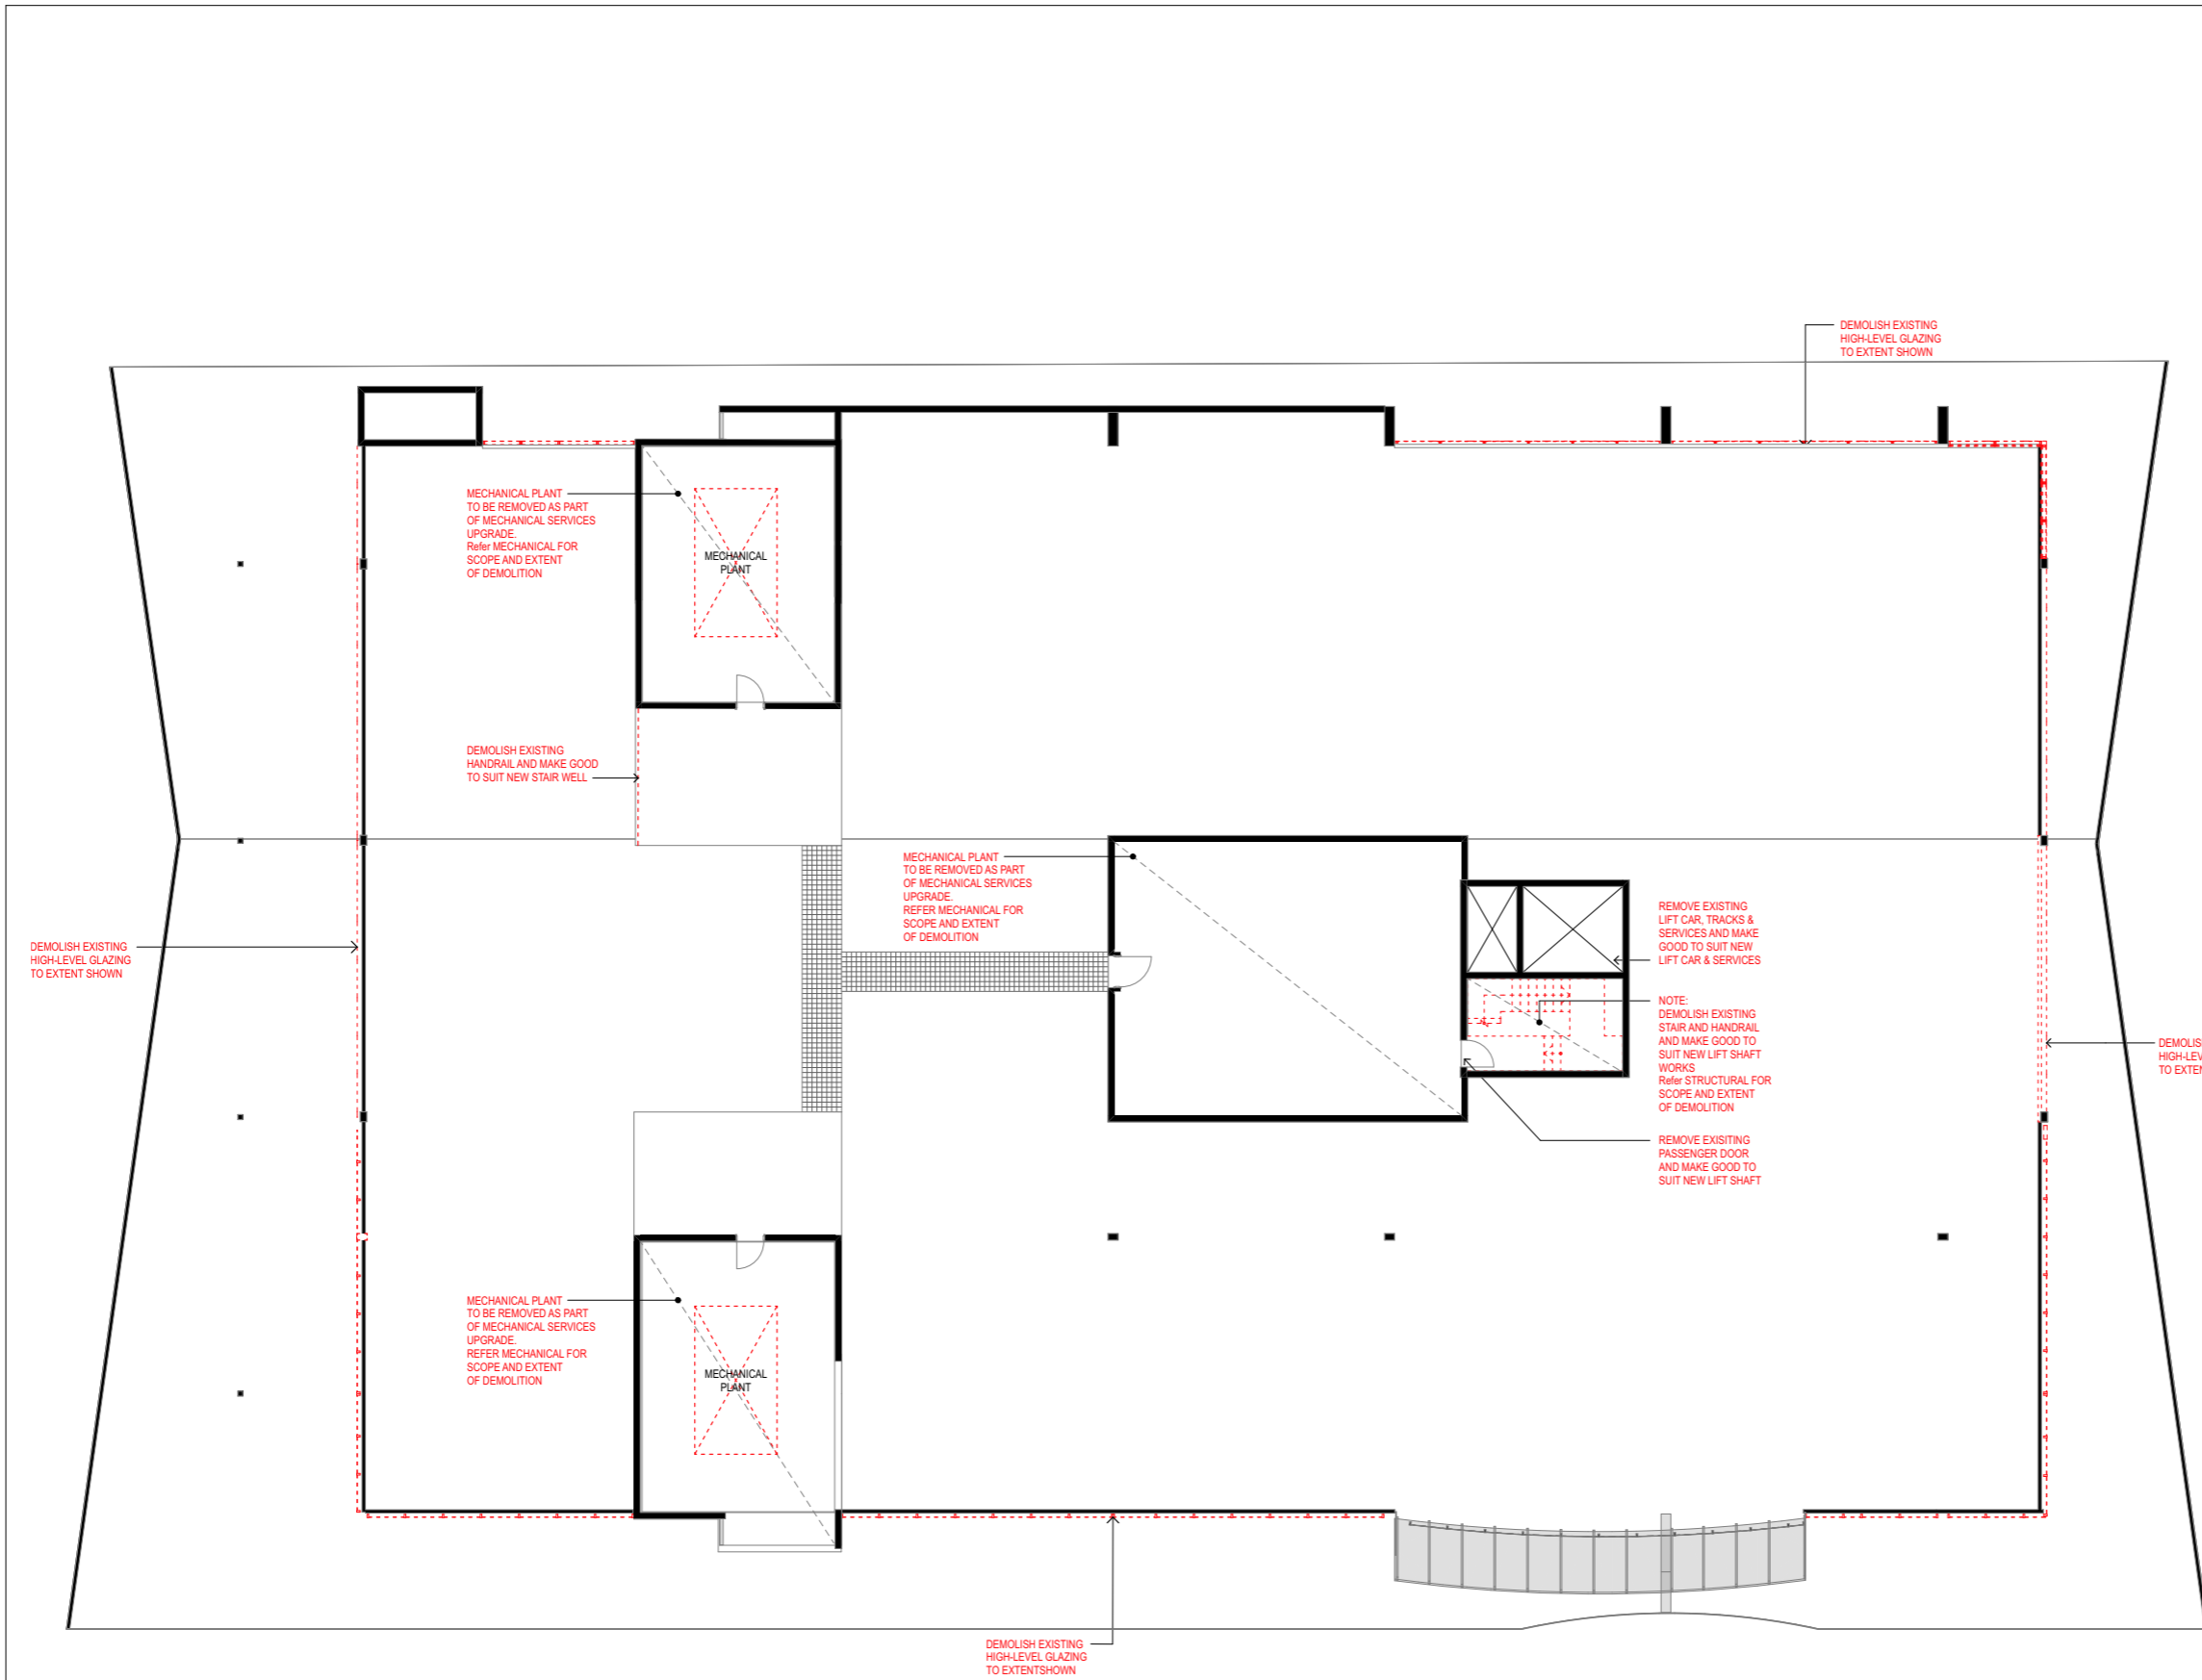 DEMOLISH EXISTING
HIGH-LEVEL GLAZING
TO EXTENT SHOWN
MECHANICAL PLANT
TO BE REMOVED AS PART
OF MECHANICAL SERVICES
UPGRADE.
Refer MECHANICAL FOR
SCOPE AND EXTENT
OF DEMOLITION
MECHANICAL
PLANT
DEMOLISH EXISTING
HANDRAIL AND MAKE GOOD
TO SUIT NEW STAIR WELL
MECHANICAL PLANT
TO BE REMOVED AS PART
OF MECHANICAL SERVICES
UPGRADE.
REFER MECHANICAL FOR
SCOPE AND EXTENT
OF DEMOLITION
REMOVE EXISTING
LIFT CAR, TRACKS &
SERVICES AND MAKE
GOOD TO SUIT NEW
LIFT CAR & SERVICES
DEMOLISH EXISTING
HIGH-LEVEL GLAZING
TO EXTENT SHOWN
NOTE:
DEMOLISH EXISTING
STAIR AND HANDRAIL
AND MAKE GOOD TO
SUIT NEW LIFT SHAFT
WORKS
Refer STRUCTURAL FOR
SCOPE AND EXTENT
OF DEMOLITION
HIGH-LEV
TO
REMOVE EXISITING
PASSENGER DOOR
AND MAKE GOOD TO
SUIT NEW LIFT SHAFT
MECHANICAL PLANT
TO BE REMOVED AS PART
OF MECHANICAL SERVICES
UPGRADE.
REFER MECHANICAL FOR
SCOPE AND EXTENT
OF DEMOLITION
MECHANICAL
PLANT
DEMOLISH EXISTING
HIGH-LEVEL GLAZING
TO EXTENTSHOWN